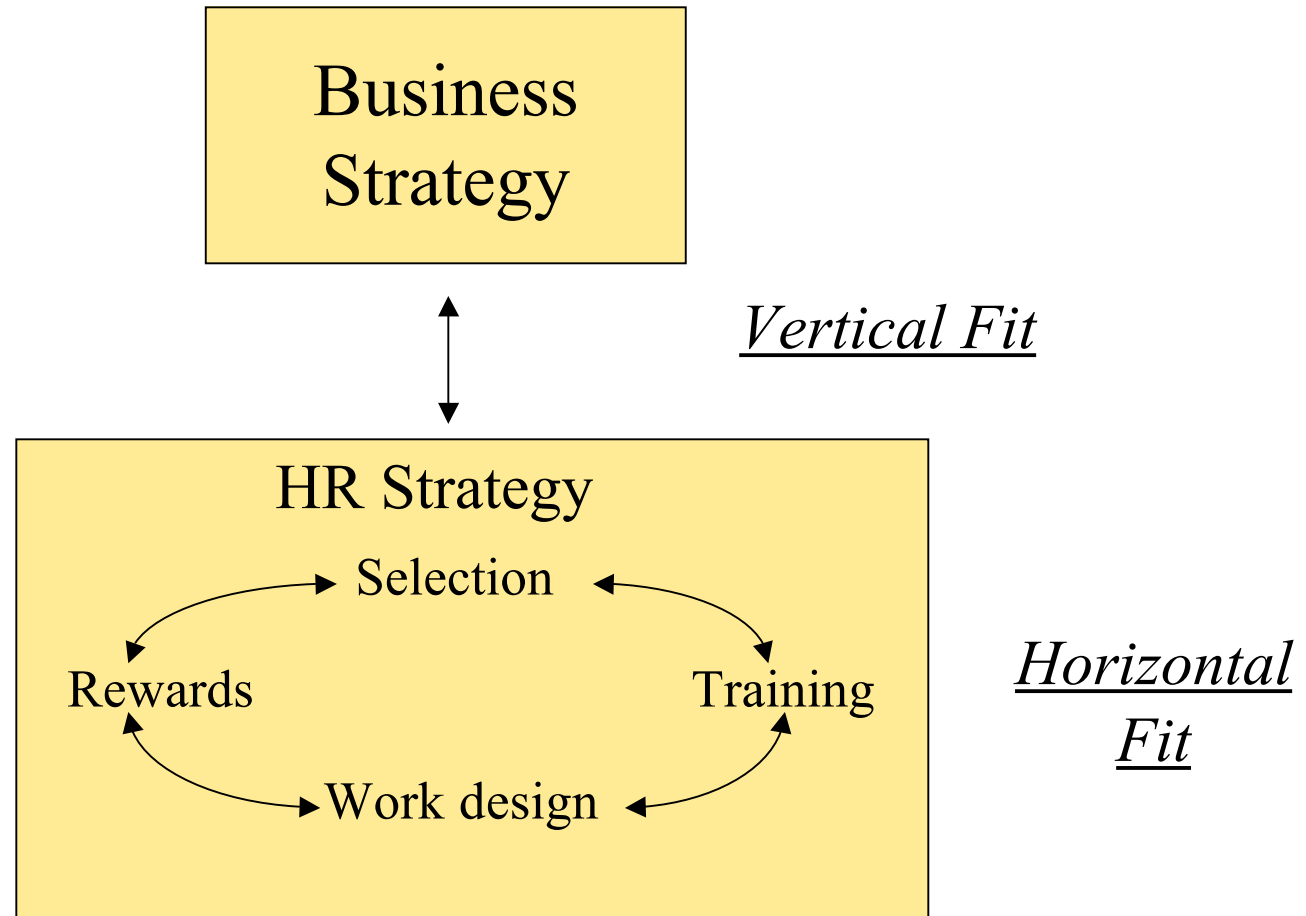 Business
Strategy
Vertical Fit
HR Strategy
Selection
Rewards
Training
Horizontal
Fit
Work design